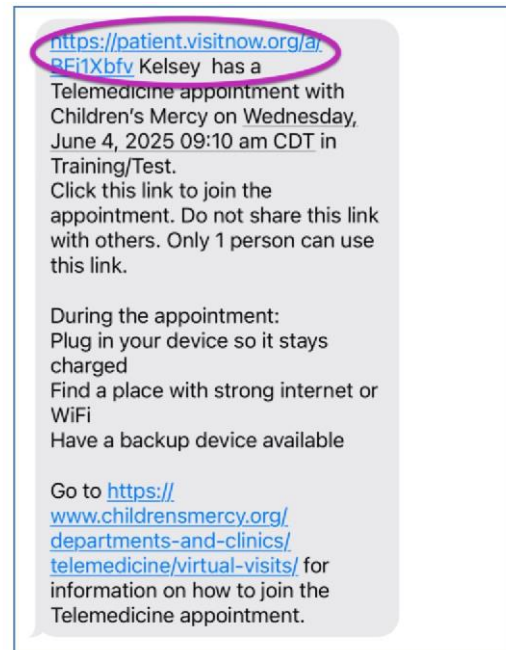 https://patient.visitnow.org/a/
BFi1Xbfv Kelsey has a
Telemedicine appointment with
Children's Mercy on Wednesday,
June 4, 2025 09:10 am CDT in
Training/Test.
Click this link to join the
appointment. Do not share this link
with others. Only 1 person can use
this link.
During the appointment:
Plug in your device so it stays
charged
Find a place with strong internet or
WiFi
Have a backup device available
Go to https://
www.childrensmercy.org/
departments-and-clinics/
telemedicine/virtual-visits/ for
information on how to join the
Telemedicine appointment.